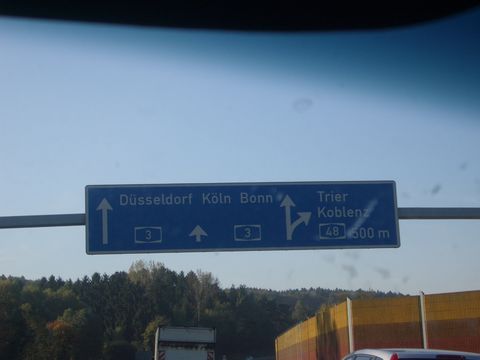 Düsseldorf Köln Bonn
Trier
Koblenz
3
3
48 500 m